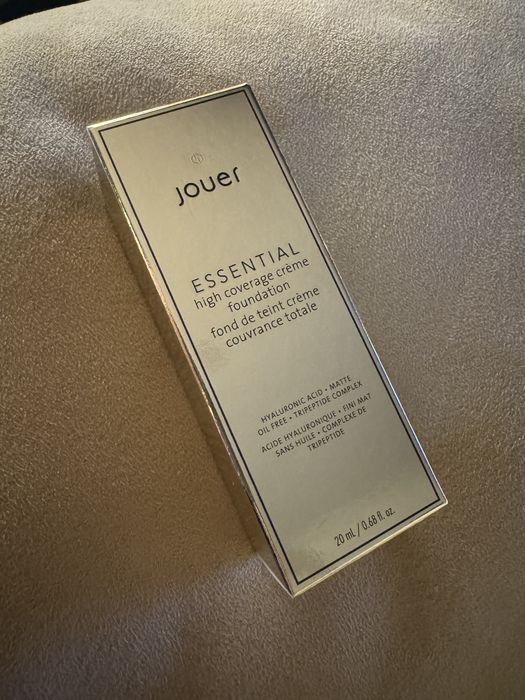 jouer
ESSENTIAL
high coverage crème
foundation
fond de teint crème
couvrance totale
HYALURONIC ACID • MATTE
OIL FREE • TRIPEPTIDE COMPLEX
ACIDE HYALURONIQUE • FINI MAT
SANS HUILE • COMPLEXE DE
TRIPEPTIDE
20 mL / 0.68 fl. oz.